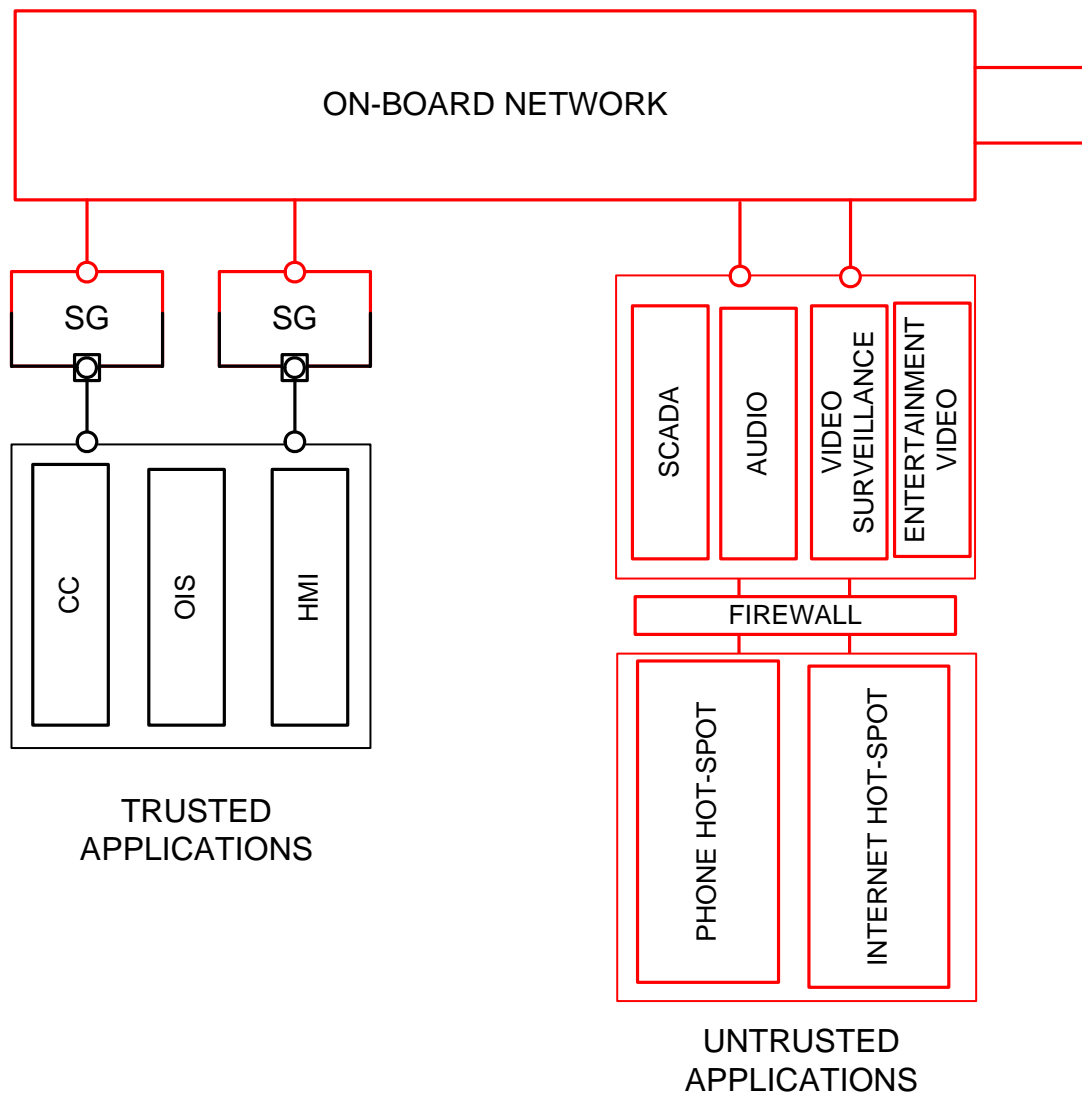 ON-BOARD NETWORK
SG
SG
CC
OIS
HMI
TRUSTED
APPLICATIONS
SCADA
AUDIO
VIDEO
SURVEILLANCE
ENTERTAINMENT
VIDEO
FIREWALL
PHONE HOT-SPOT
INTERNET HOT-SPOT
UNTRUSTED
APPLICATIONS